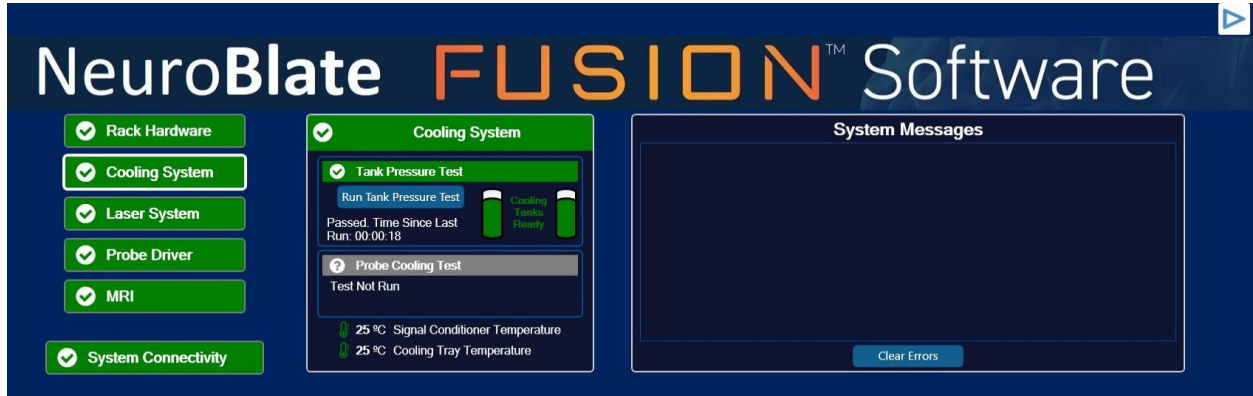 NeuroBlate FUSION™ Software
Rack Hardware
Cooling System
Laser System
Probe Driver
MRI
System Connectivity
Cooling System
Tank Pressure Test
Run Tank Pressure Test
Passed. Time Since Last
Run: 00:00:18
Cooling
Tanks
Ready
? Probe Cooling Test
Test Not Run
25 ºC Signal Conditioner Temperature
25 ºC Cooling Tray Temperature
System Messages
Clear Errors